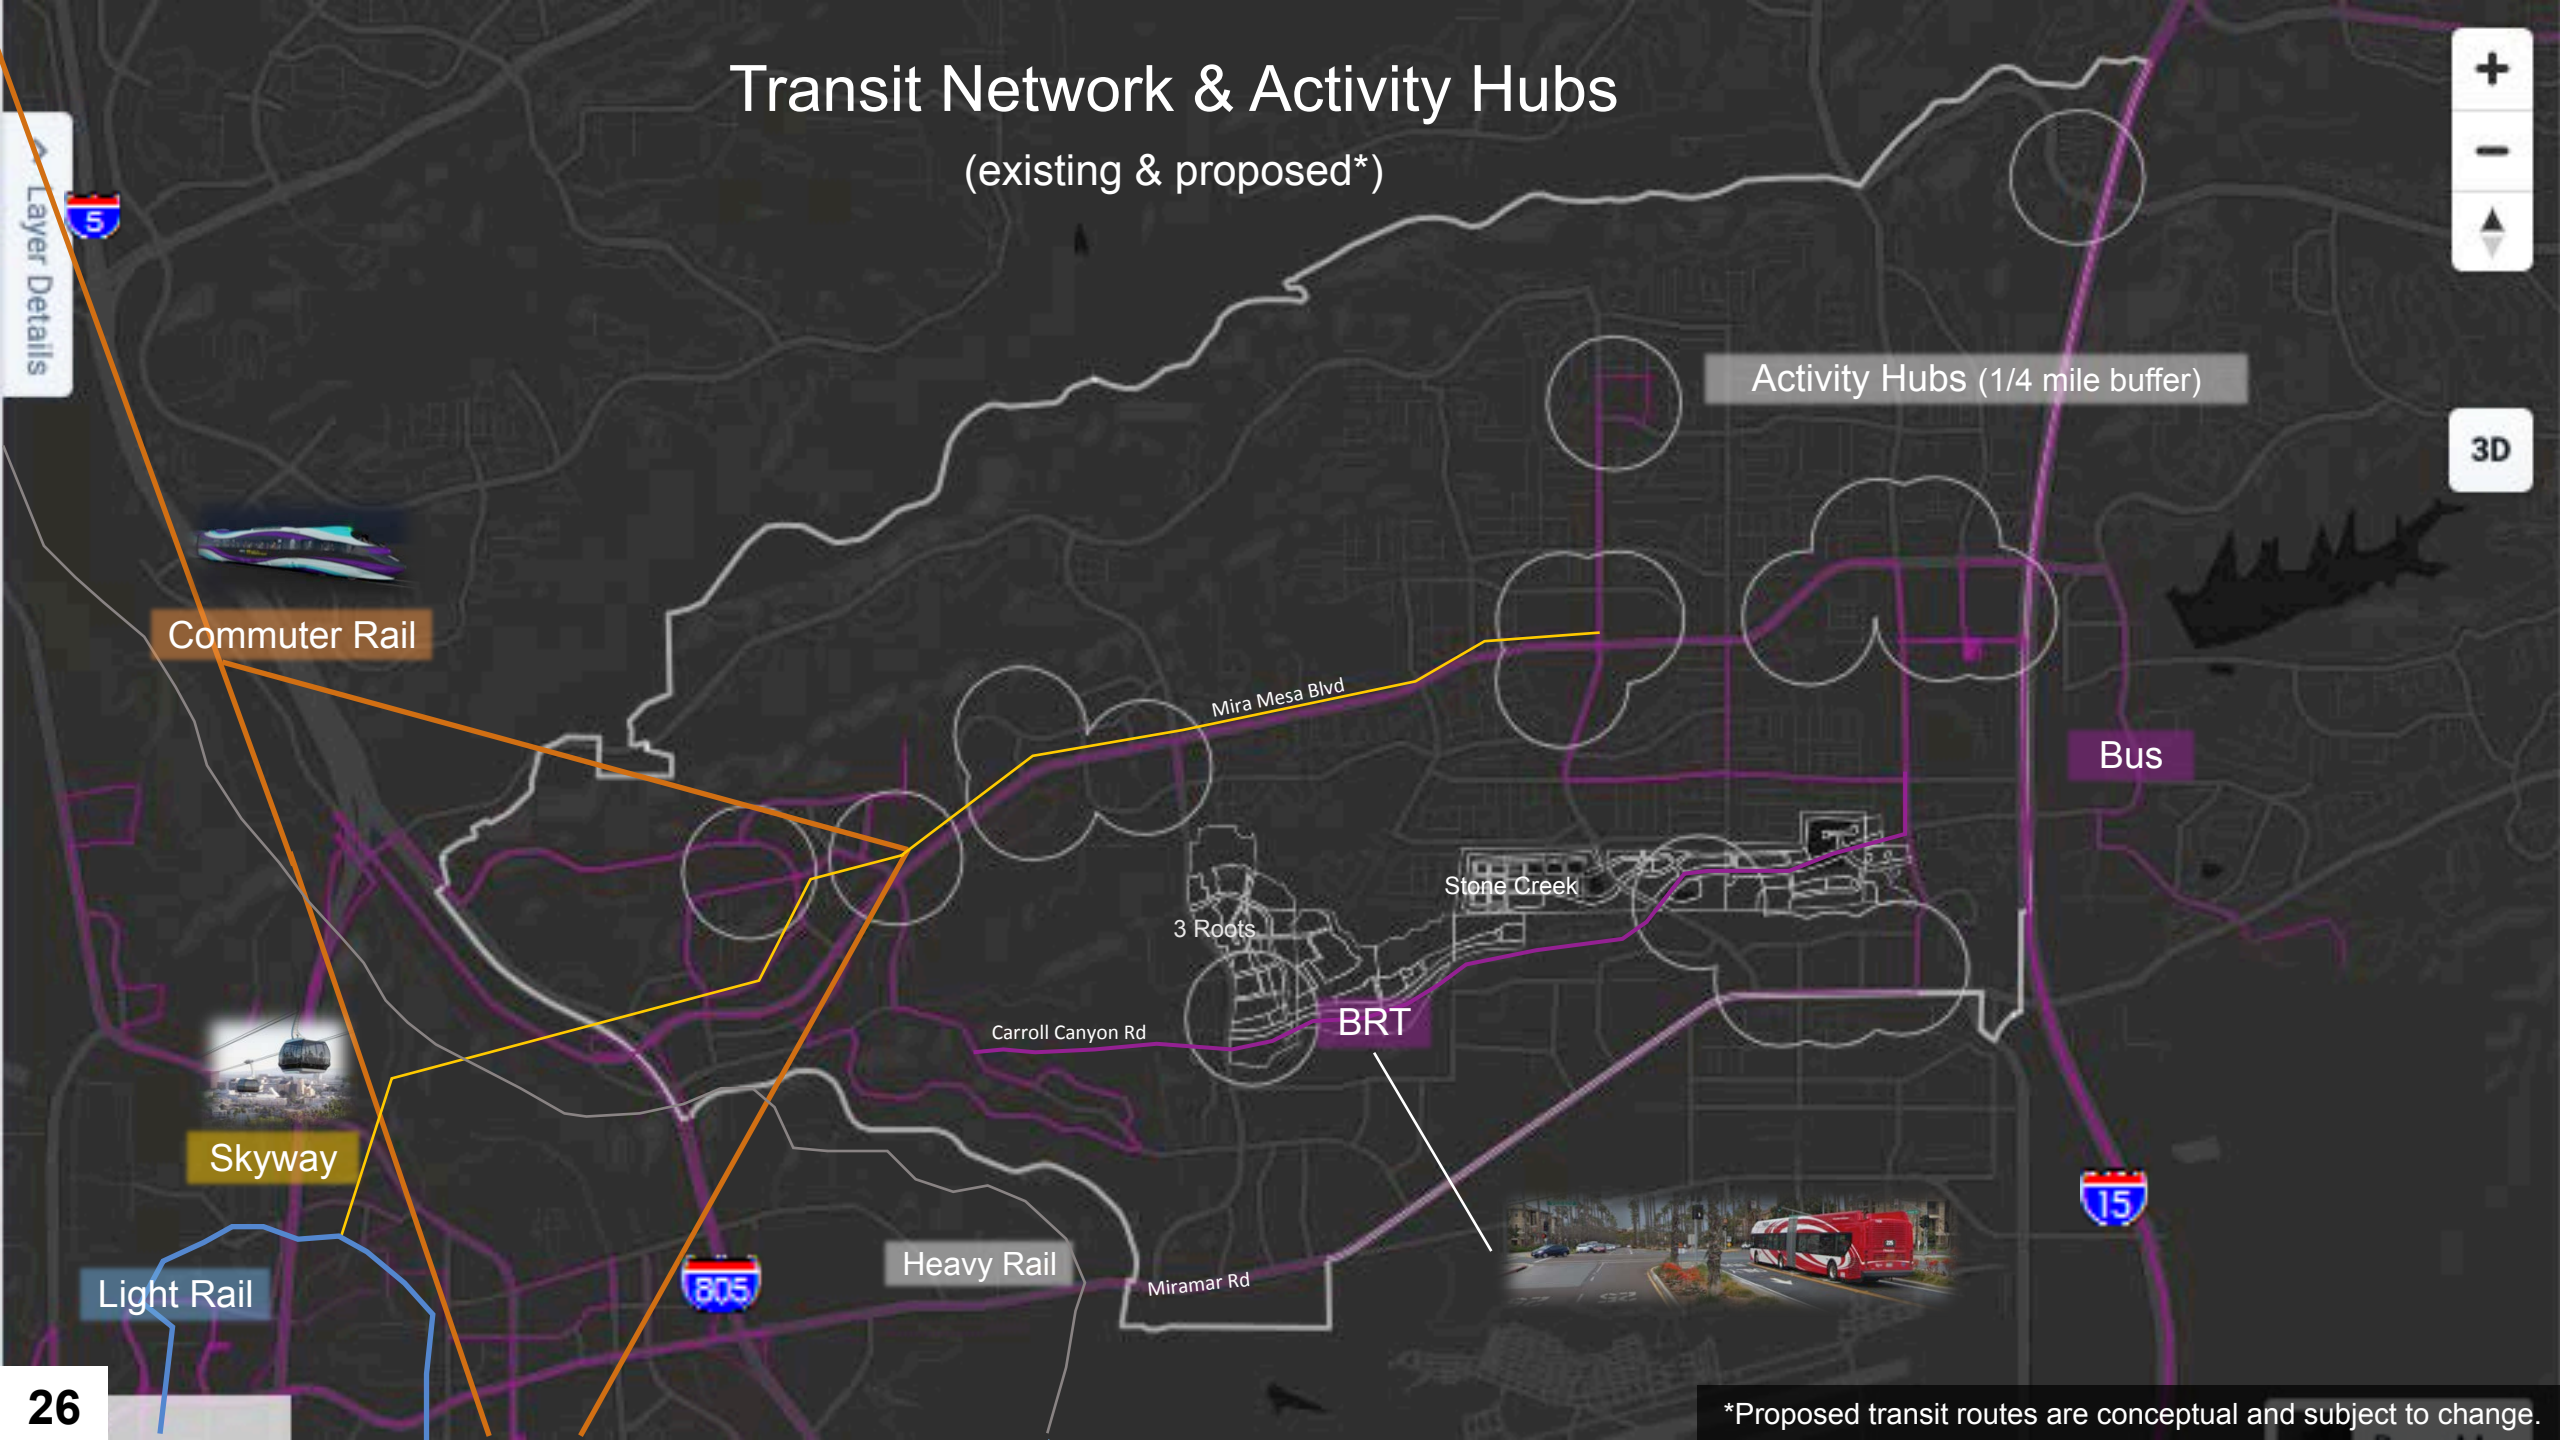 Transit Network & Activity Hubs
(existing & proposed*)
Layer Details
5
Activity Hubs (1/4 mile buffer)
3D
Commuter Rail
Mira Mesa Blvd
Bus
Stone Creek
3 Roots
BRT
Carroll Canyon Rd
Skyway
15
Heavy Rail
Miramar Rd
805
Light Rail
26
*Proposed transit routes are conceptual and subject to change.